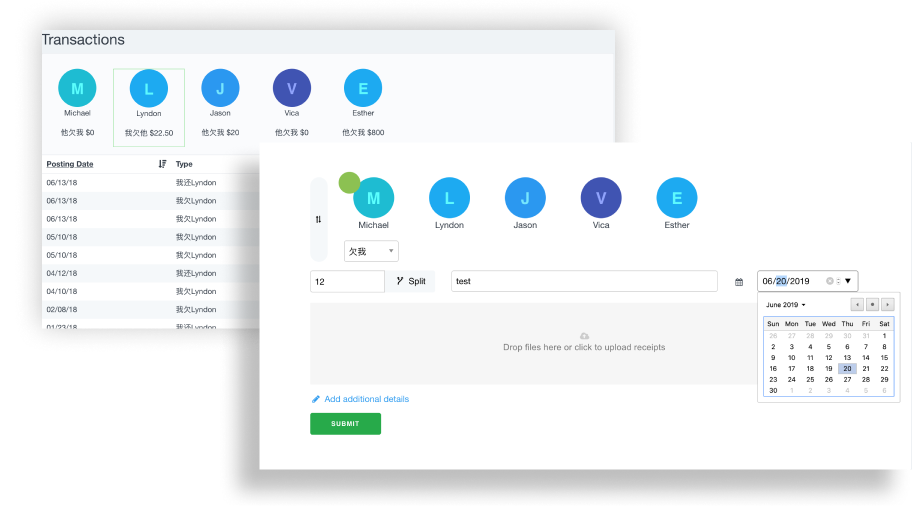 Transactions
M L J V E
Michael Lyndon Jason Vica Esther
他欠我 $0 我欠他 $22.50 他欠我 $20 他欠我 $0 他欠我 $800
Posting Date Type
06/13/18 我还Lyndon
06/13/18 我欠Lyndon
06/13/18 我欠Lyndon
05/10/18 我欠Lyndon
05/10/18 我欠Lyndon
04/12/18 我还Lyndon
04/10/18 我欠Lyndon
02/08/18 我欠Lyndon
01/23/18 我还Lyndon
M L J V E
Michael Lyndon Jason Vica Esther
欠我
12 Split test 06/20/2019
June 2019
Sun Mon Tue Wed Thu Fri Sat
26 27 28 29 30 31 1
2 3 4 5 6 7 8
9 10 11 12 13 14 15
16 17 18 19 20 21 22
23 24 25 26 27 28 29
30 1 2 3 4 5 6
Drop files here or click to upload receipts
Add additional details
SUBMIT